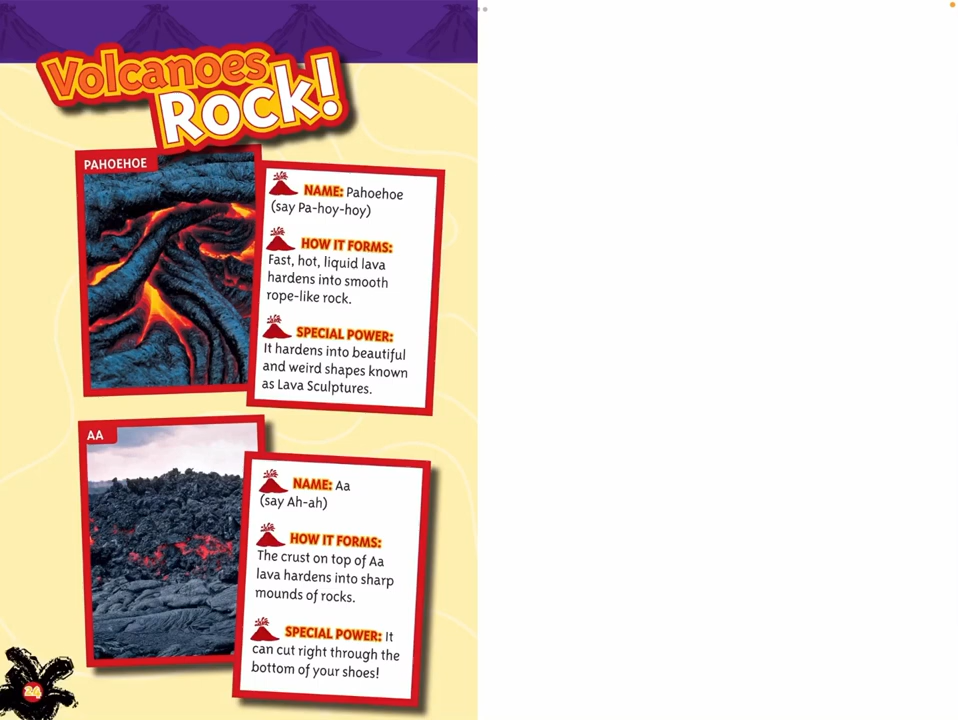 Volcanoes
Rock!
PAHOEHOE
NAME: Pahoehoe
(say Pa-hoy-hoy)
HOW IT FORMS:
Fast, hot, liquid lava
hardens into smooth
rope-like rock.
SPECIAL POWER:
It hardens into beautiful
and weird shapes known
as Lava Sculptures.
AA
NAME: Aa
(say Ah-ah)
HOW IT FORMS:
The crust on top of Aa
lava hardens into sharp
mounds of rocks.
SPECIAL POWER: It
can cut right through the
bottom of your shoes!
24